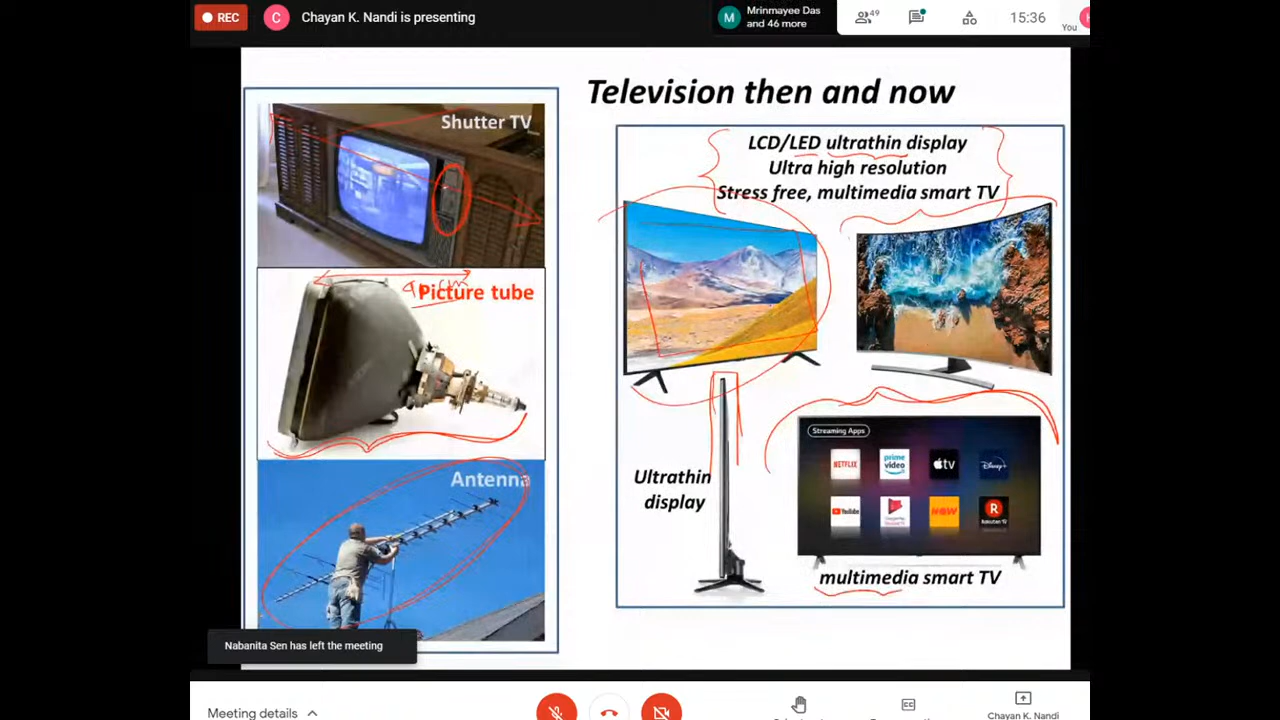 REC
C
Chayan K. Nandi is presenting
M
Mrinmayee Das
and 46 more
49
15:36
You
Television then and now
Shutter TV
Picture tube
Antenna
LCD/LED ultrathin display
Ultra high resolution
Stress free, multimedia smart TV
Ultrathin
display
Streaming Apps
NETFLIX
prime
video
tv
Disney+
YouTube
NOW
R
Rakuten TV
multimedia smart TV
Nabanita Sen has left the meeting
Meeting details
Chayan K. Nandi